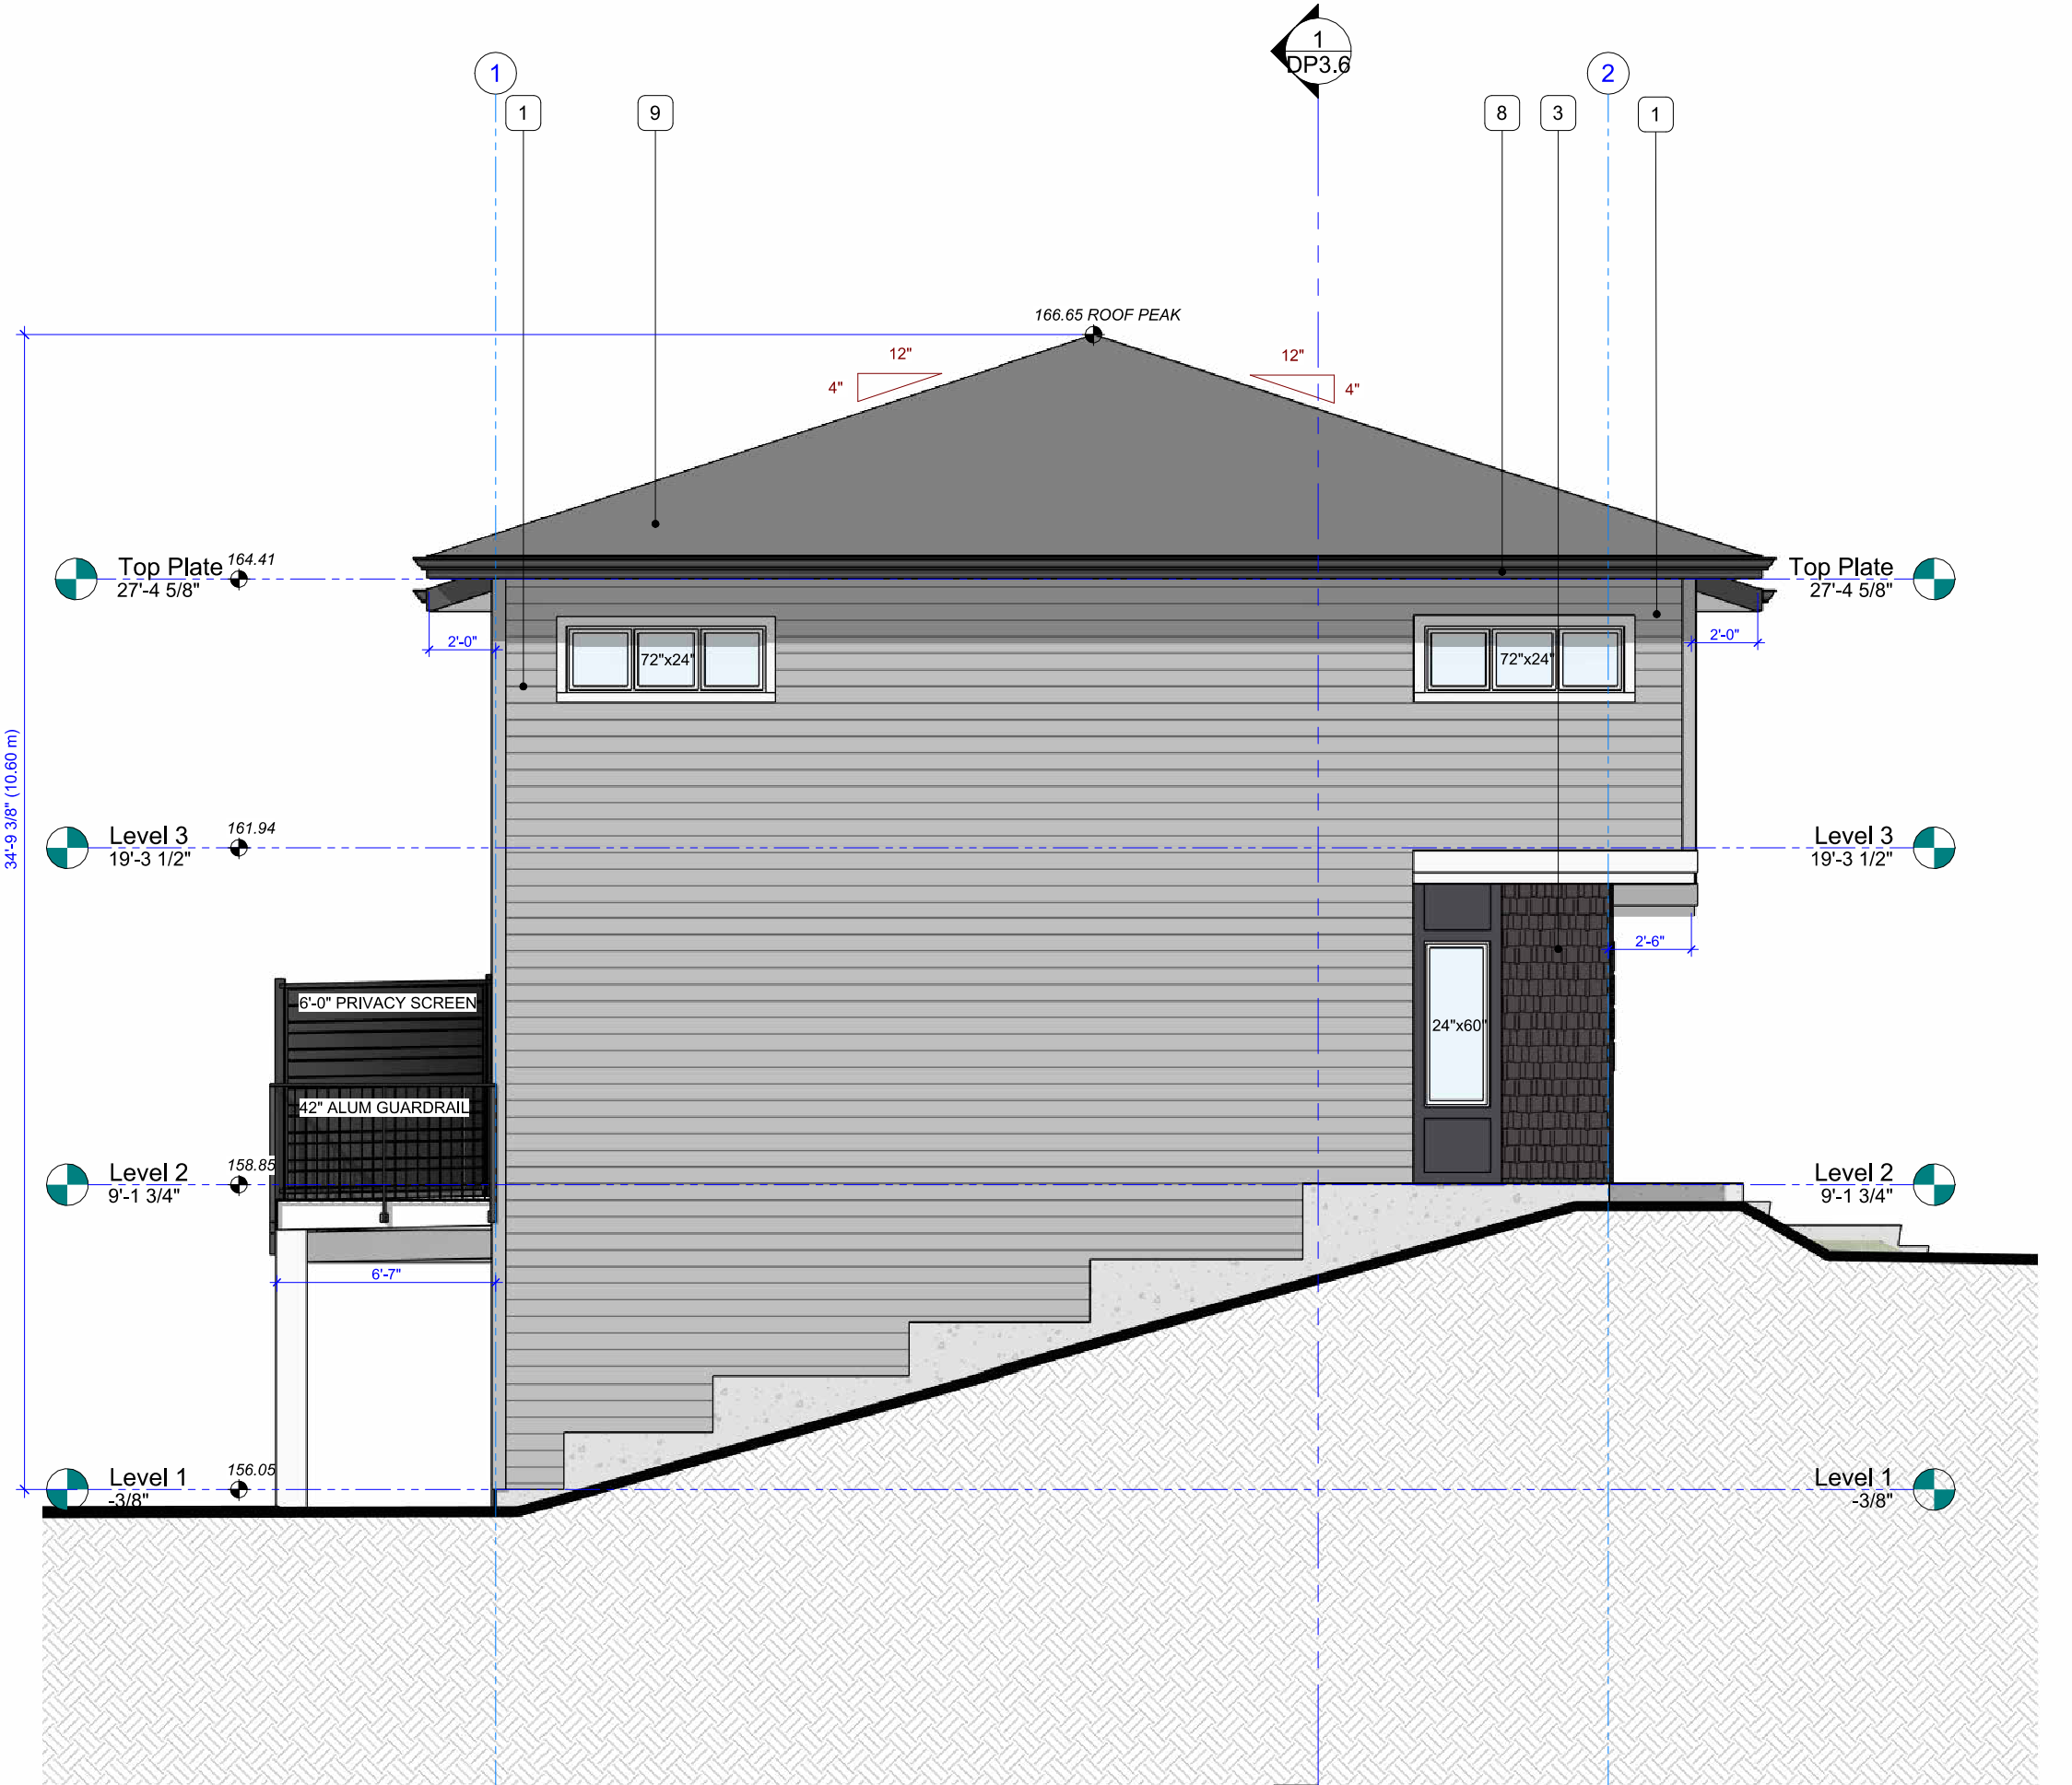 1
DP3.6
1
2
1
9
8
3
1
166.65 ROOF PEAK
12"
4"
12"
4"
Top Plate 164.41
27'-4 5/8"
Top Plate
27'-4 5/8"
2'-0"
2'-0"
72"x24"
72"x24"
34'-9 3/8" (10.60 m)
Level 3 161.94
19'-3 1/2"
Level 3
19'-3 1/2"
2'-6"
6'-0" PRIVACY SCREEN
24"x60"
42" ALUM GUARDRAIL
Level 2 158.85
9'-1 3/4"
Level 2
9'-1 3/4"
6'-7"
Level 1 156.05
-3/8"
Level 1
-3/8"